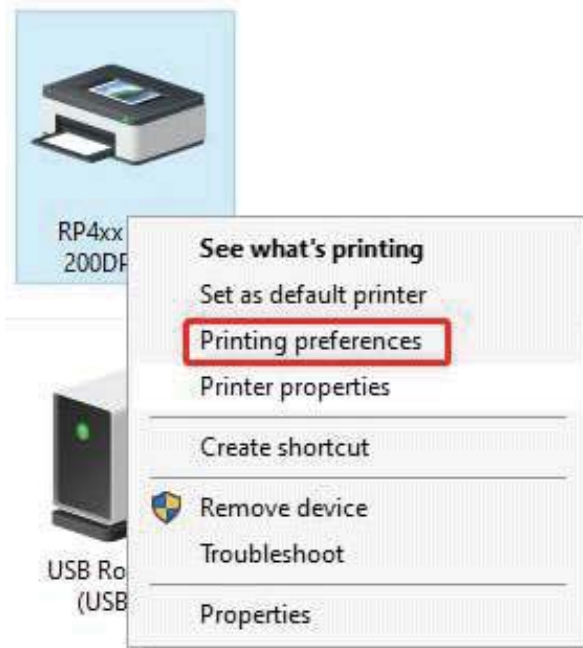 RP4xx
200DP
See what's printing
Set as default printer
Printing preferences
Printer properties
Create shortcut
Remove device
Troubleshoot
USB Ro
(USB
Properties